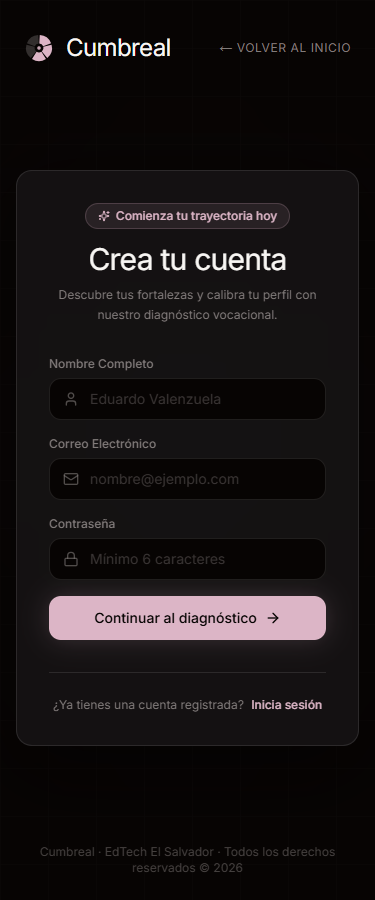 Cumbreal
← VOLVER AL INICIO
Comienza tu trayectoria hoy
Crea tu cuenta
Descubre tus fortalezas y calibra tu perfil con
nuestro diagnóstico vocacional.
Nombre Completo
Eduardo Valenzuela
Correo Electrónico
nombre@ejemplo.com
Contraseña
Mínimo 6 caracteres
Continuar al diagnóstico →
¿Ya tienes una cuenta registrada? Inicia sesión
Cumbreal · EdTech El Salvador · Todos los derechos
reservados © 2026